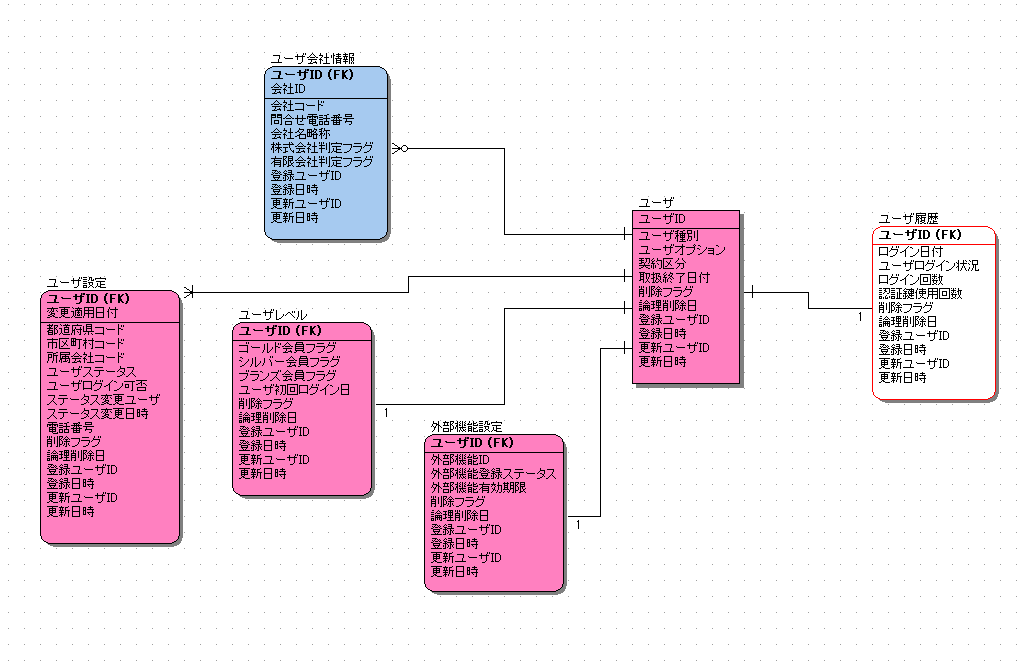 ユーザ会社情報
ユーザID (FK)
会社ID
会社コード
問合せ電話番号
会社名略称
株式会社判定フラグ
有限会社判定フラグ
登録ユーザID
登録日時
更新ユーザID
更新日時
ユーザ
ユーザID
ユーザ種別
ユーザオプション
契約区分
取扱終了日付
削除フラグ
論理削除日
登録ユーザID
登録日時
更新ユーザID
更新日時
ユーザ履歴
ユーザID (FK)
ログイン日付
ユーザログイン状況
ログイン回数
認証鍵使用回数
削除フラグ
論理削除日
登録ユーザID
登録日時
更新ユーザID
更新日時
1
ユーザ設定
ユーザID (FK)
変更適用日付
都道府県コード
市区町村コード
所属会社コード
ユーザステータス
ユーザログイン可否
ステータス変更ユーザ
ステータス変更日時
電話番号
削除フラグ
論理削除日
登録ユーザID
登録日時
更新ユーザID
更新日時
ユーザレベル
ユーザID (FK)
ゴールド会員フラグ
シルバー会員フラグ
ブランズ会員フラグ
ユーザ初回ログイン日
削除フラグ
論理削除日
登録ユーザID
登録日時
更新ユーザID
更新日時
1
外部機能設定
ユーザID (FK)
外部機能ID
外部機能登録ステータス
外部機能有効期限
削除フラグ
論理削除日
登録ユーザID
登録日時
更新ユーザID
更新日時
1